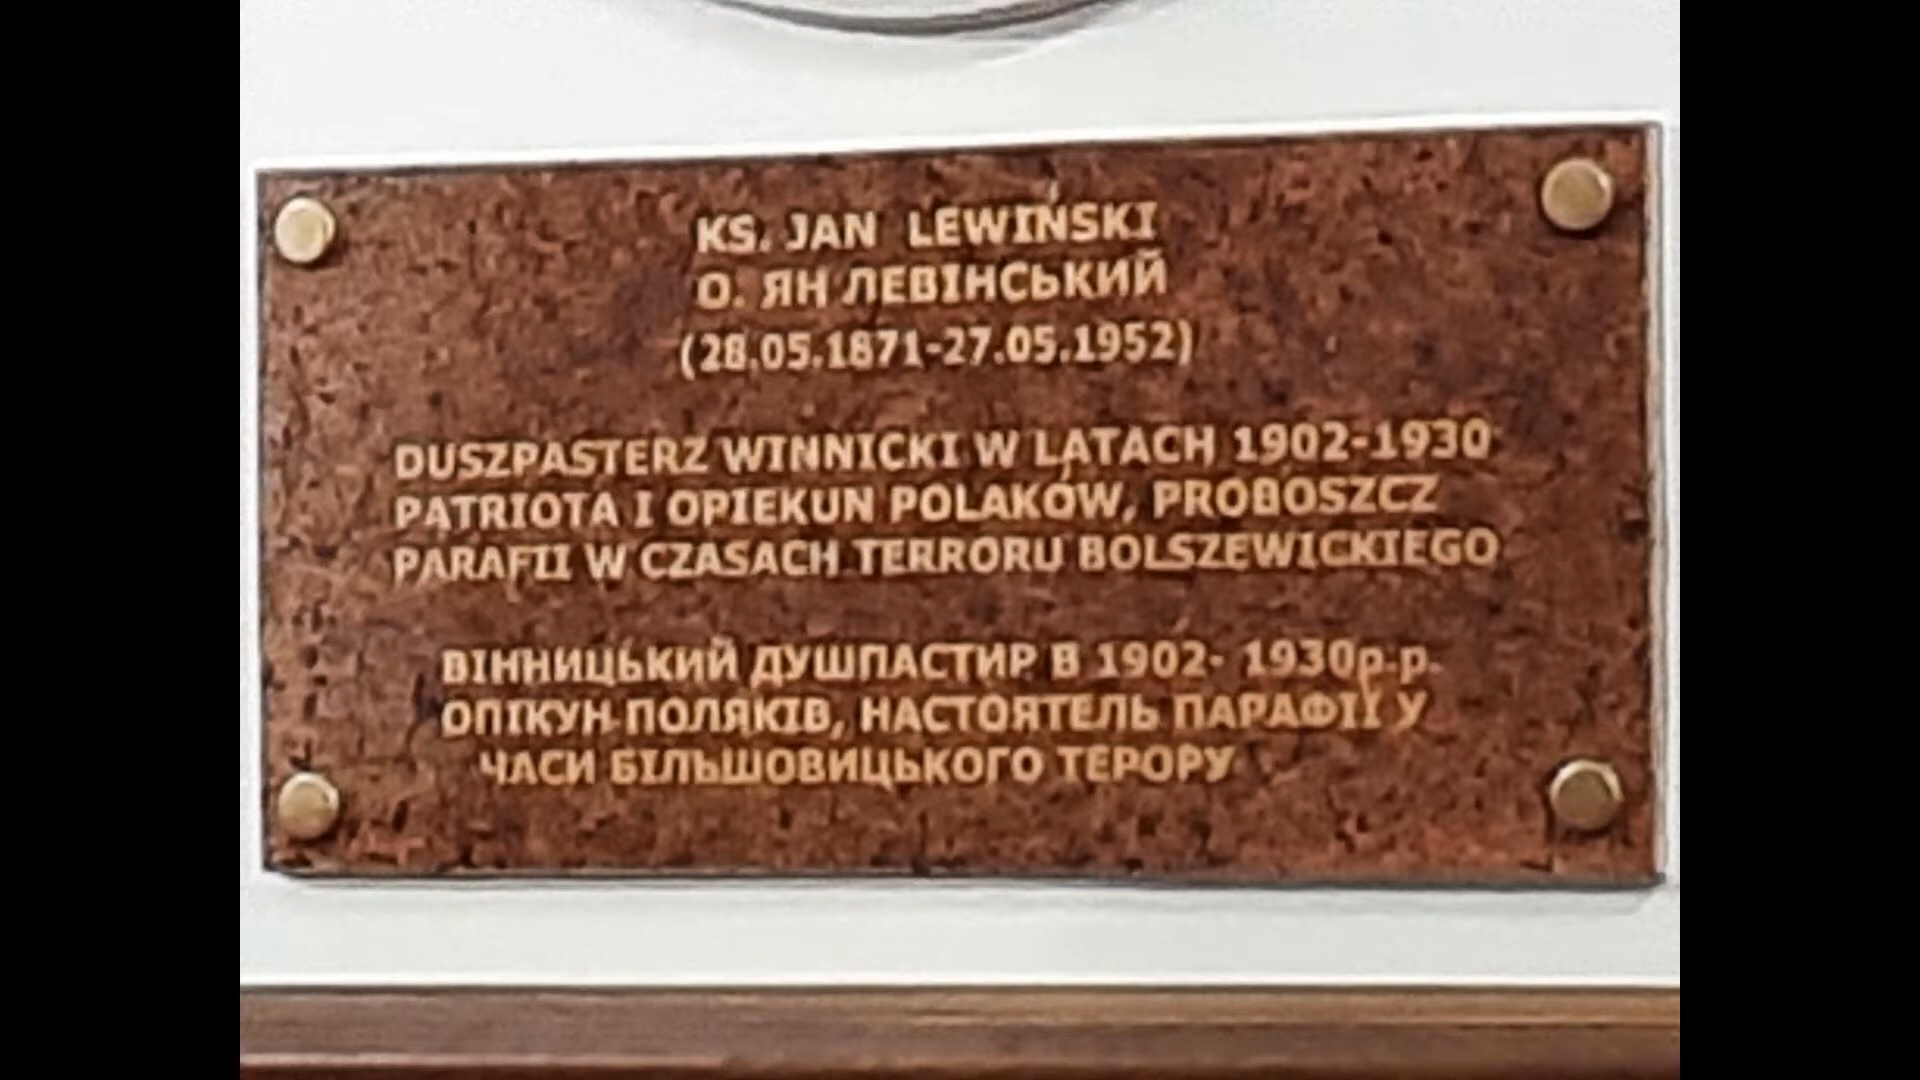 KS. JAN LEWIŃSKI
О. ЯН ЛЕВІНСЬКИЙ
(28.05.1871-27.05.1952)
DUSZPASTERZ WINNICKI W LATACH 1902-1930
PATRIOTA I OPIEKUN POLAKÓW, PROBOSZCZ
PARAFII W CZASACH TERRORU BOLSZEWICKIEGO
ВІННИЦЬКИЙ ДУШПАСТИР В 1902- 1930р.р.
ОПІКУН ПОЛЯКІВ, НАСТОЯТЕЛЬ ПАРАФІЇ У
ЧАСИ БІЛЬШОВИЦЬКОГО ТЕРОРУ